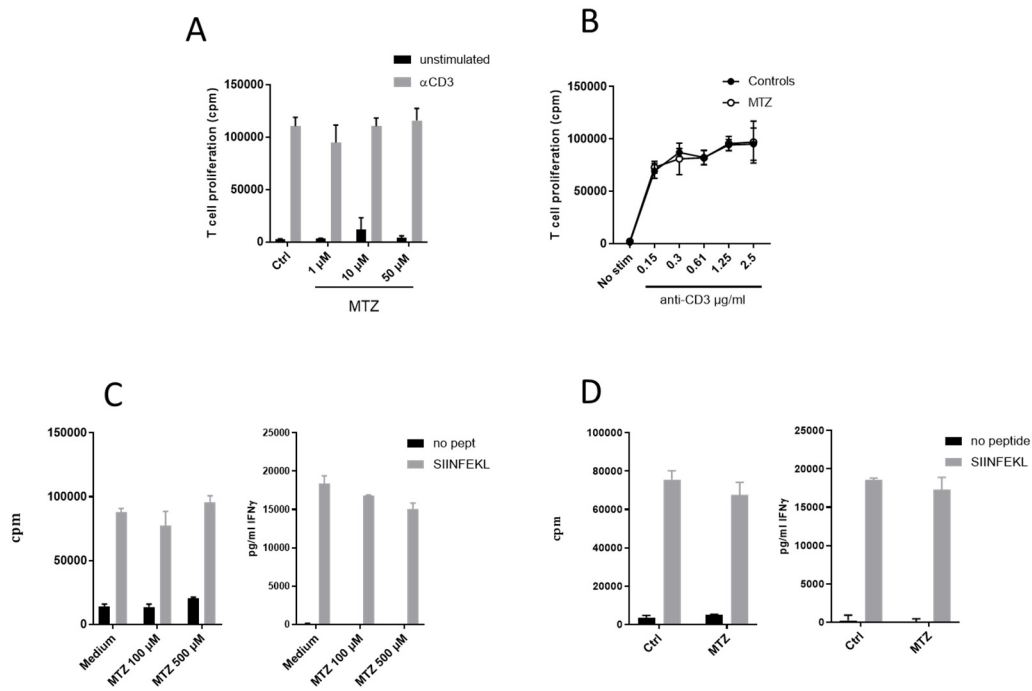 A
unstimulated
αCD3
T cell proliferation (cpm)
150000
100000
50000
0
Ctrl
1 µM
10 µM
50 µM
MTZ
B
Controls
MTZ
T cell proliferation (cpm)
150000
100000
50000
0
No stim
0.15
0.3
0.61
1.25
2.5
anti-CD3 µg/ml
C
cpm
150000
100000
50000
0
Medium
MTZ 100 µM
MTZ 500 µM
no pept
SIINFEKL
pg/ml IFNγ
25000
20000
15000
10000
5000
0
Medium
MTZ 100 µM
MTZ 500 µM
D
cpm
100000
80000
60000
40000
20000
0
Ctrl
MTZ
no peptide
SIINFEKL
pg/ml IFNγ
25000
20000
15000
10000
5000
0
Ctrl
MTZ